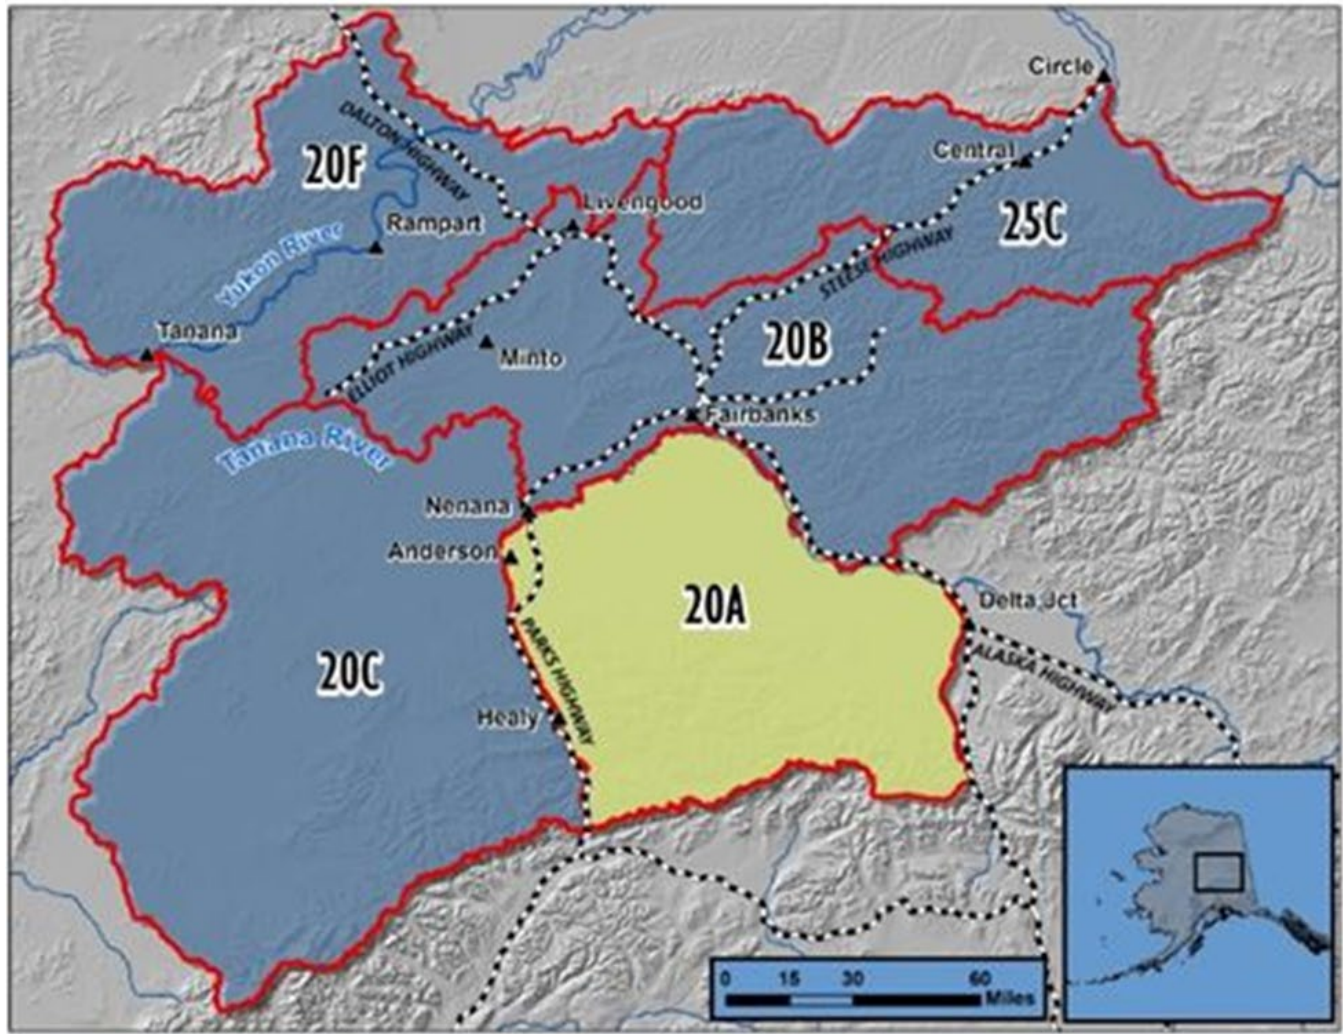 Circle
DALTON HIGHWAY
Central
20F
Livengood
25C
Rampart
Yukon River
STEESE HIGHWAY
Tanana
20B
Minto
ELLIOT HIGHWAY
Fairbanks
Tanana River
Nenana
Anderson
20A
Delta Jct
20C
PARKS HIGHWAY
ALASKA HIGHWAY
Healy
0 15 30 60
Miles